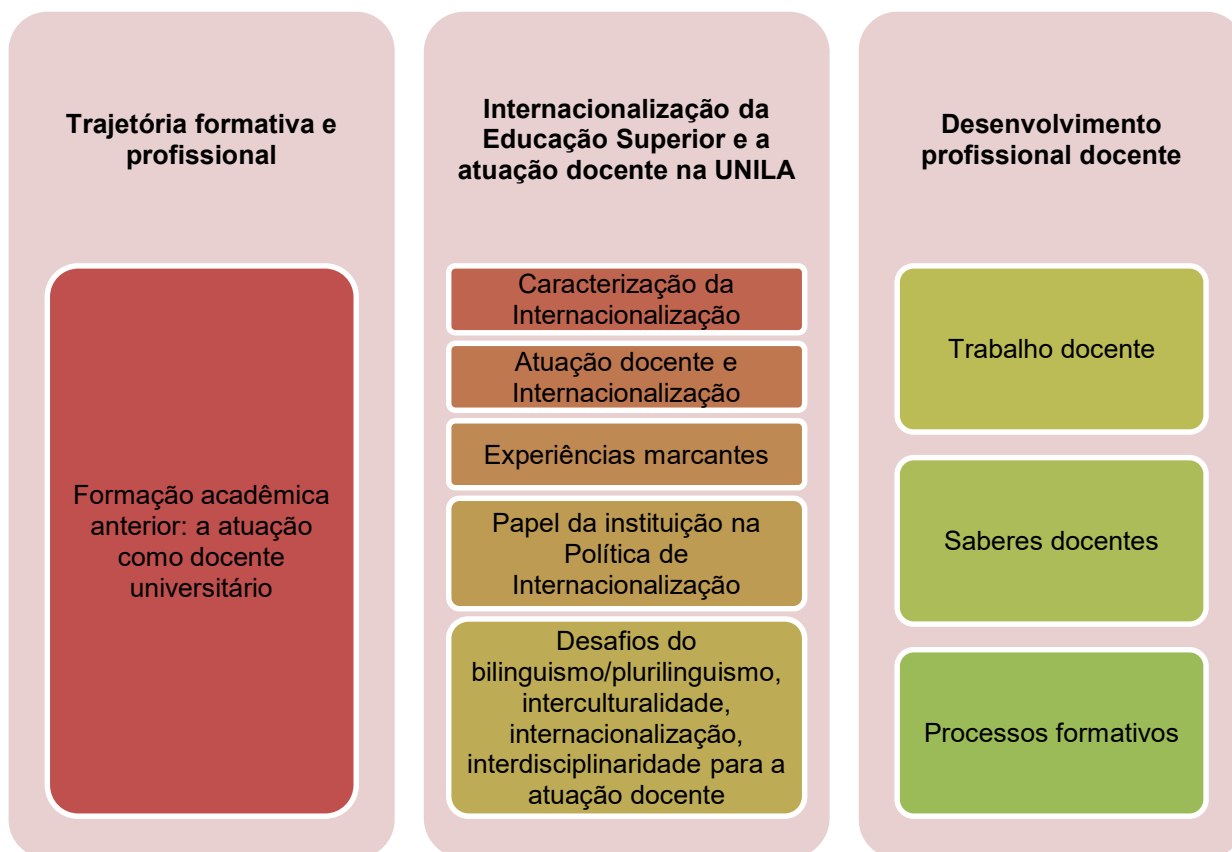 Trajetória formativa e
profissional
Formação acadêmica
anterior: a atuação
como docente
universitário
Internacionalização da
Educação Superior e a
atuação docente na UNILA
Caracterização da
Internacionalização
Atuação docente e
Internacionalização
Experiências marcantes
Papel da instituição na
Política de
Internacionalização
Desafios do
bilinguismo/plurilinguismo,
interculturalidade,
internacionalização,
interdisciplinaridade para a
atuação docente
Desenvolvimento
profissional docente
Trabalho docente
Saberes docentes
Processos formativos